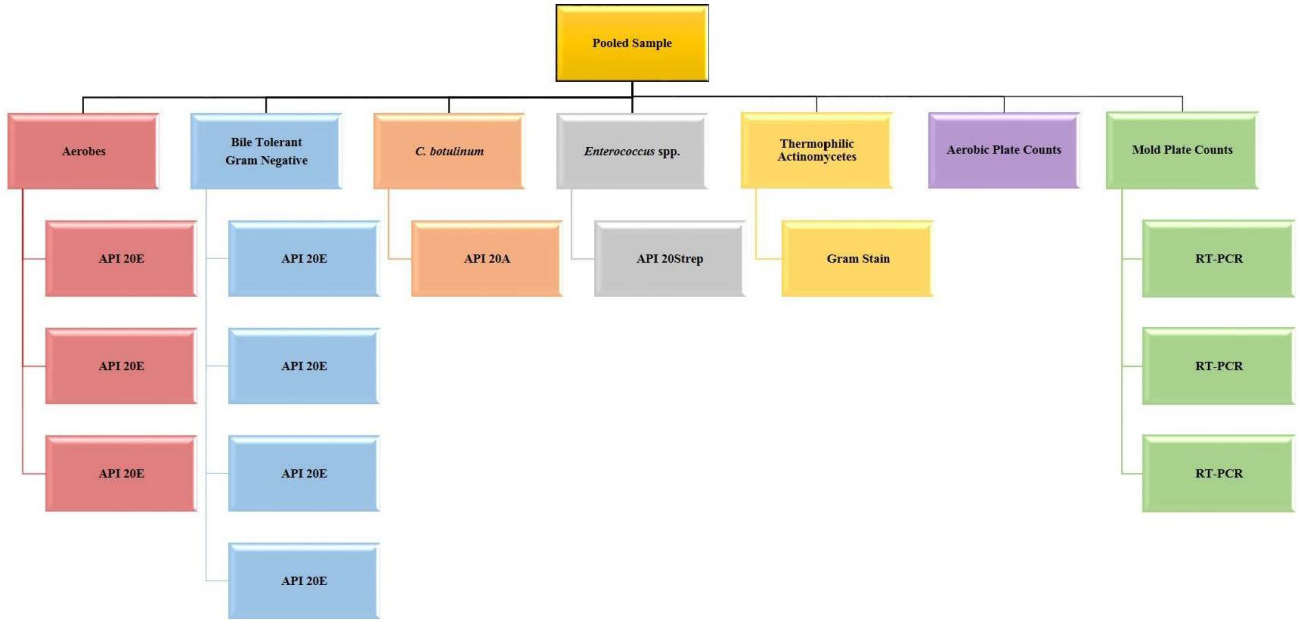 Pooled Sample
Aerobes
Bile Tolerant
Gram Negative
C. botulinum
Enterococcus spp.
Thermophilic
Actinomycetes
Aerobic Plate Counts
Mold Plate Counts
API 20E
API 20E
API 20A
API 20Strep
Gram Stain
RT-PCR
API 20E
API 20E
RT-PCR
API 20E
API 20E
RT-PCR
API 20E